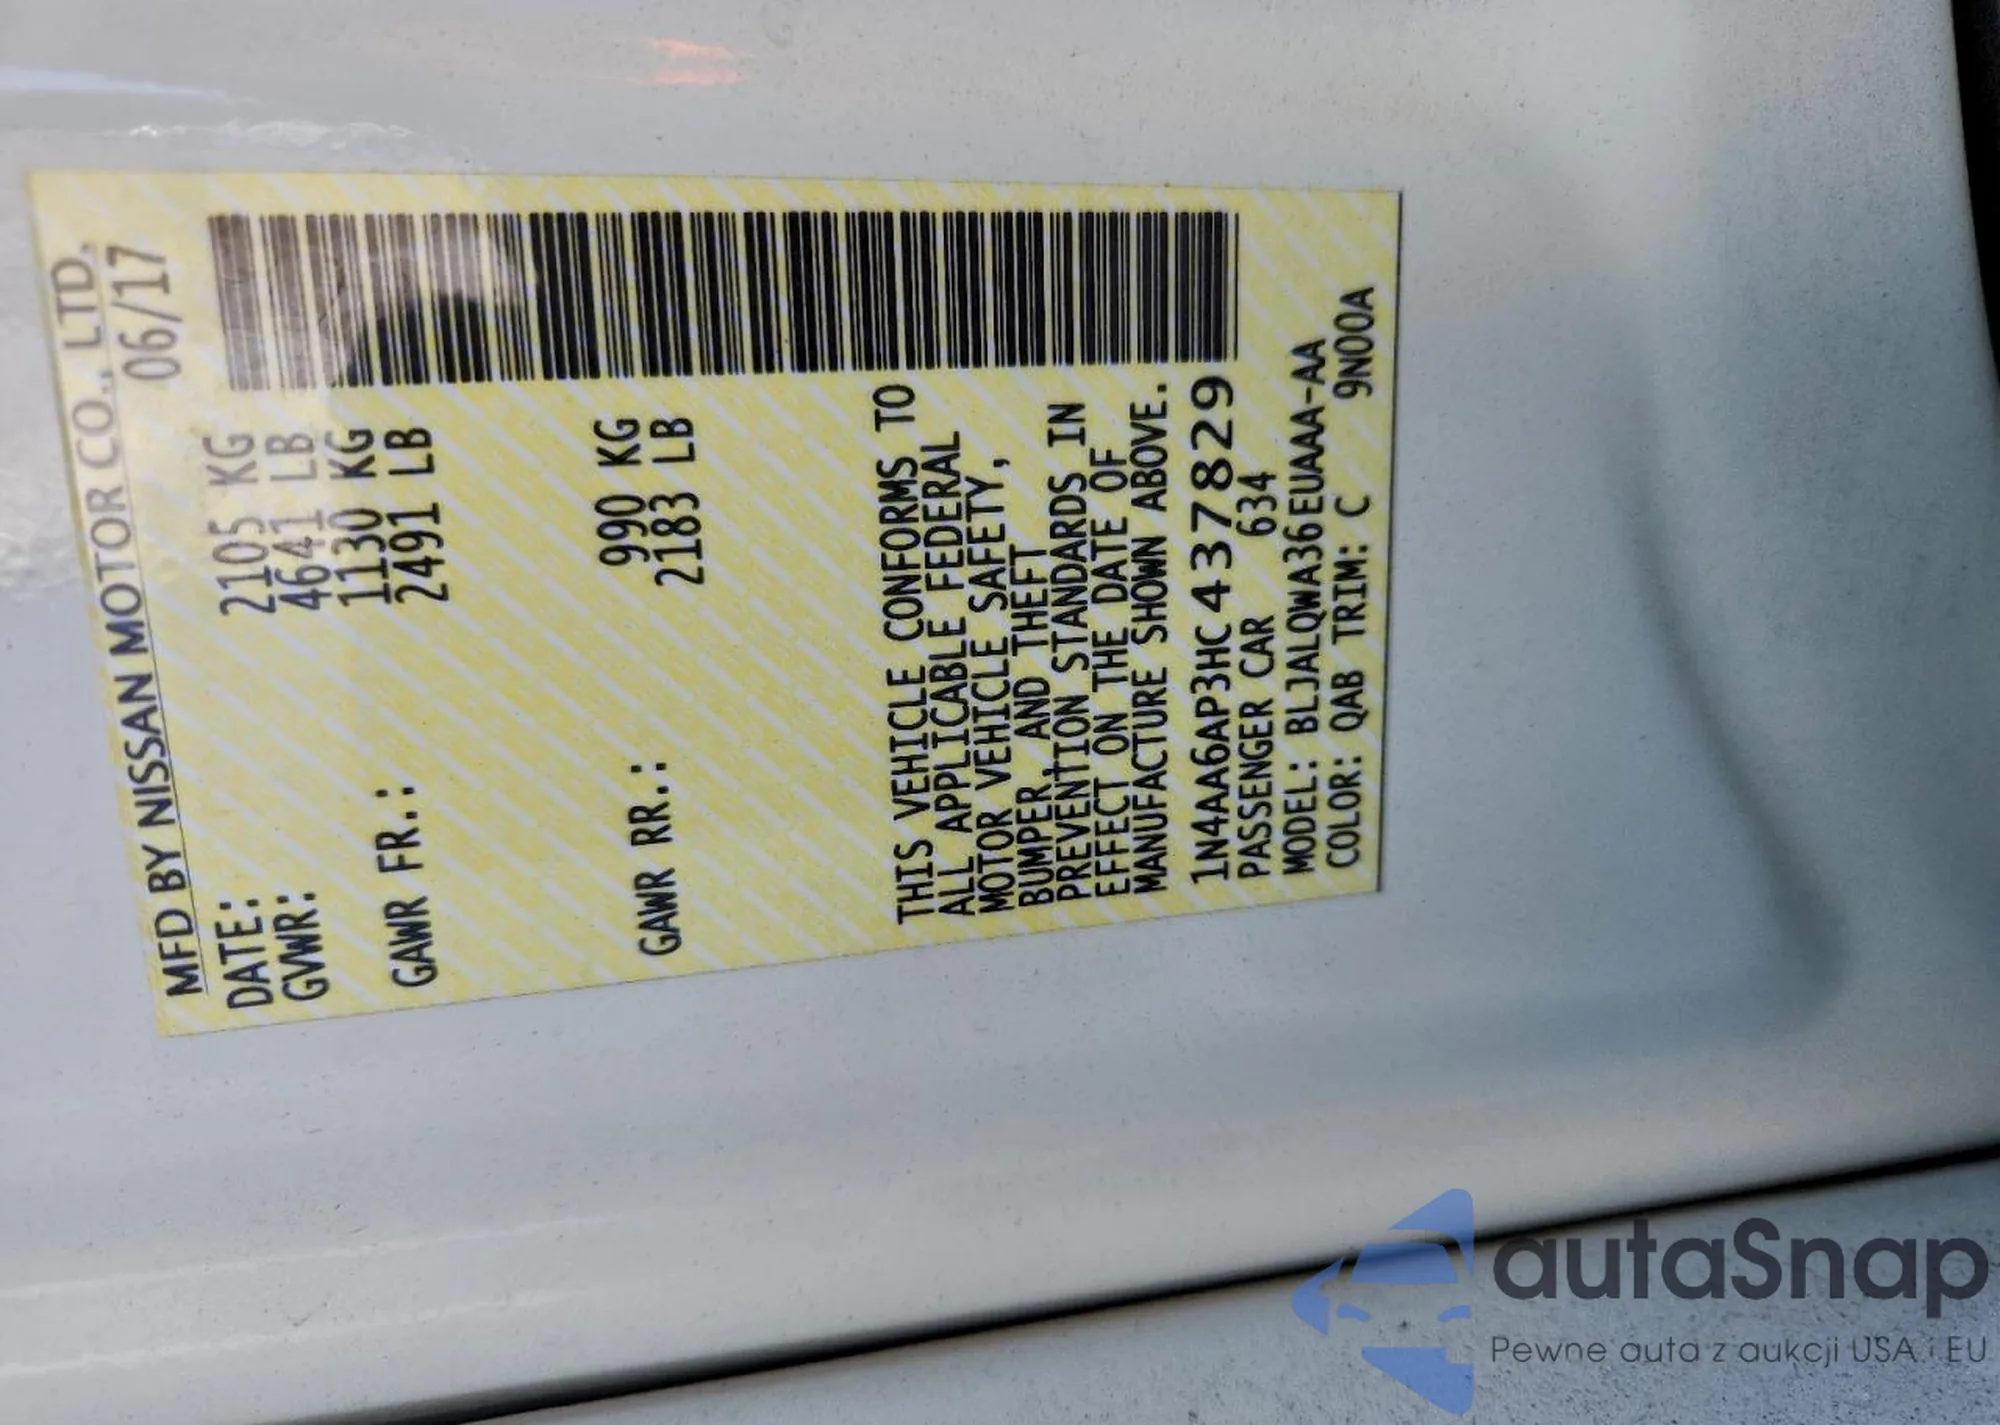 MFD BY NISSAN MOTOR CO., LTD.
DATE: 06/17
GVWR: 2105 KG
4641 LB
GAWR FR.: 1130 KG
2491 LB
GAWR RR.: 990 KG
2183 LB
THIS VEHICLE CONFORMS TO
ALL APPLICABLE FEDERAL
MOTOR VEHICLE SAFETY,
BUMPER, AND THEFT
PREVENTION STANDARDS IN
EFFECT ON THE DATE OF
MANUFACTURE SHOWN ABOVE.
1N4AA6AP3HC437829
PASSENGER CAR 634
MODEL: BLJALQWA36EUAAA-AA
COLOR: QAB TRIM: C 9N00A
autaSnap
Pewne auta z aukcji USA i EU